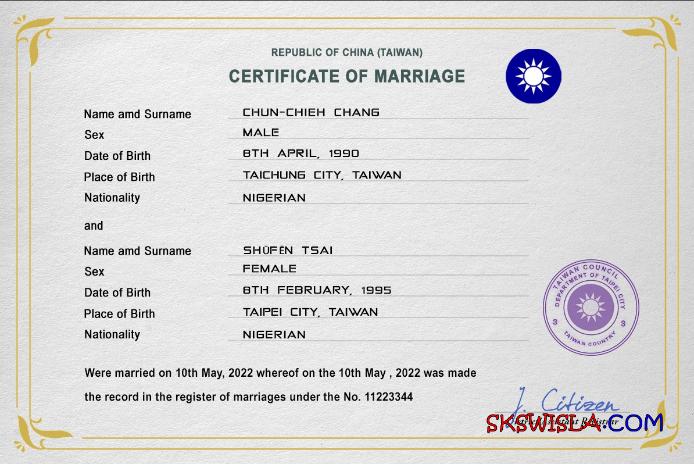 REPUBLIC OF CHINA (TAIWAN)
CERTIFICATE OF MARRIAGE
Name amd Surname CHUN-CHIEH CHANG
Sex MALE
Date of Birth 8TH APRIL, 1990
Place of Birth TAICHUNG CITY, TAIWAN
Nationality NIGERIAN
and
Name amd Surname SHŪFĒN TSAI
Sex FEMALE
Date of Birth 8TH FEBRUARY, 1995
Place of Birth TAIPEI CITY, TAIWAN
Nationality NIGERIAN
TAIWAN COUNCIL
DEPARTMENT OF TAIPEI CITY
3 3
TAIWAN COUNTRY
Were married on 10th May, 2022 whereof on the 10th May , 2022 was made
the record in the register of marriages under the No. 11223344
J. Citizen
SKSWISLA.COM